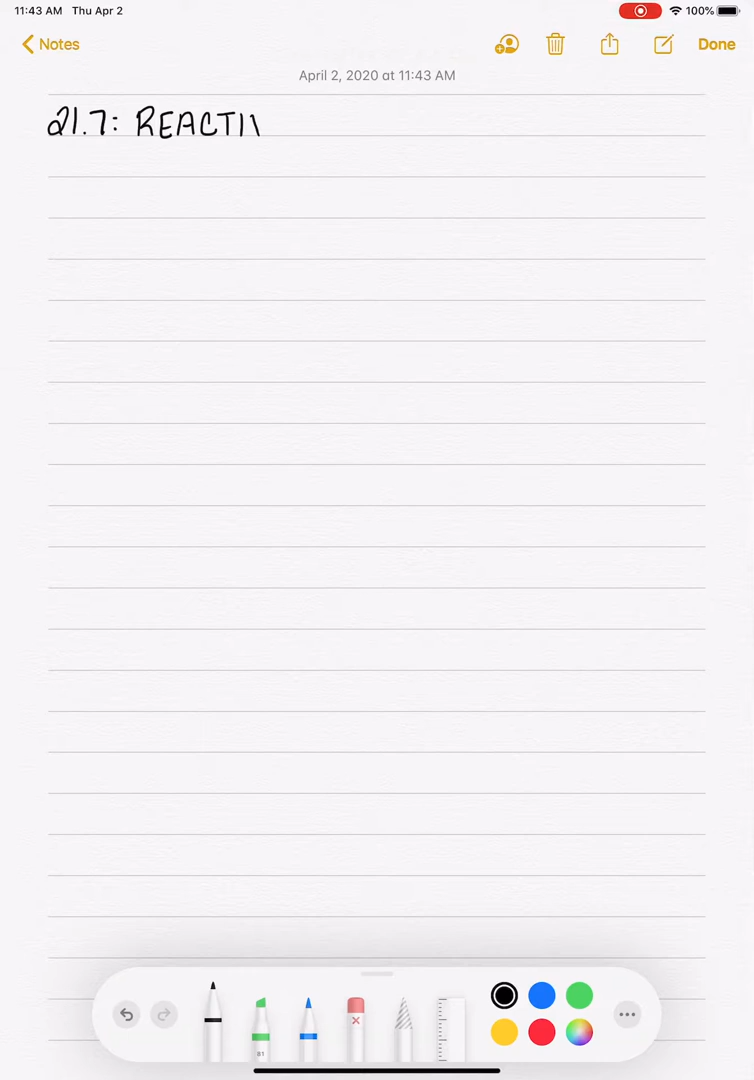 11:43 AM Thu Apr 2
100%
Notes
Done
April 2, 2020 at 11:43 AM
21.7: REACTI\
81